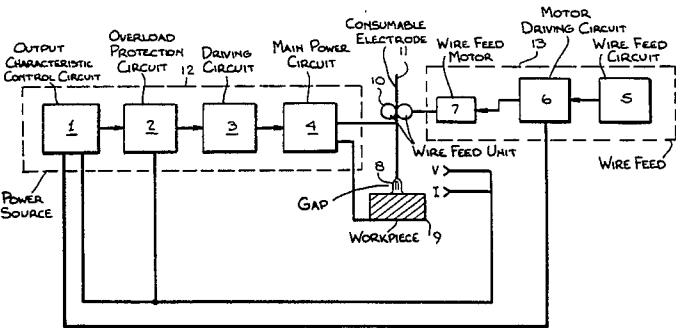 OUTPUT
CHARACTERISTIC
CONTROL CIRCUIT
OVERLOAD
PROTECTION
CIRCUIT
12
DRIVING
CIRCUIT
MAIN POWER
CIRCUIT
CONSUMABLE
ELECTRODE
11
10
WIRE FEED
MOTOR
13
MOTOR
DRIVING CIRCUIT
WIRE FEED
CIRCUIT
1
2
3
4
7
6
5
WIRE FEED UNIT
WIRE FEED
POWER
SOURCE
8
GAP
V
I
WORKPIECE
9